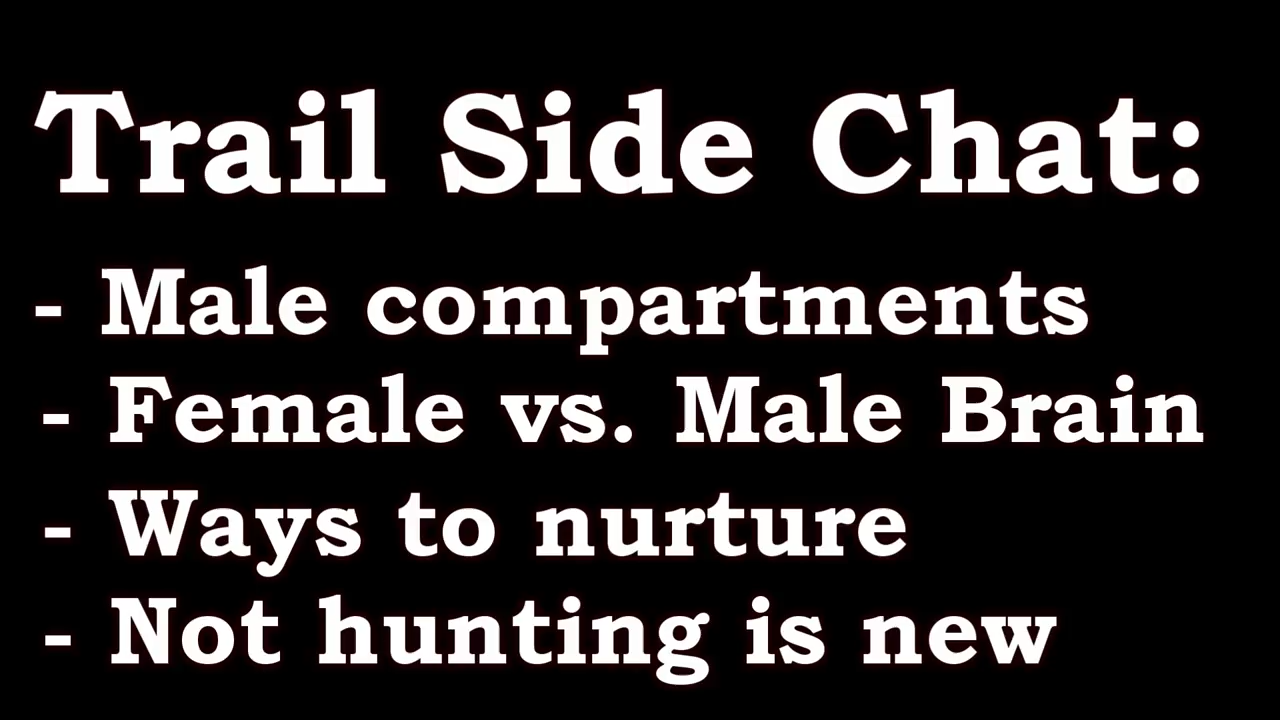 Trail Side Chat:
- Male compartments
- Female vs. Male Brain
- Ways to nurture
- Not hunting is new